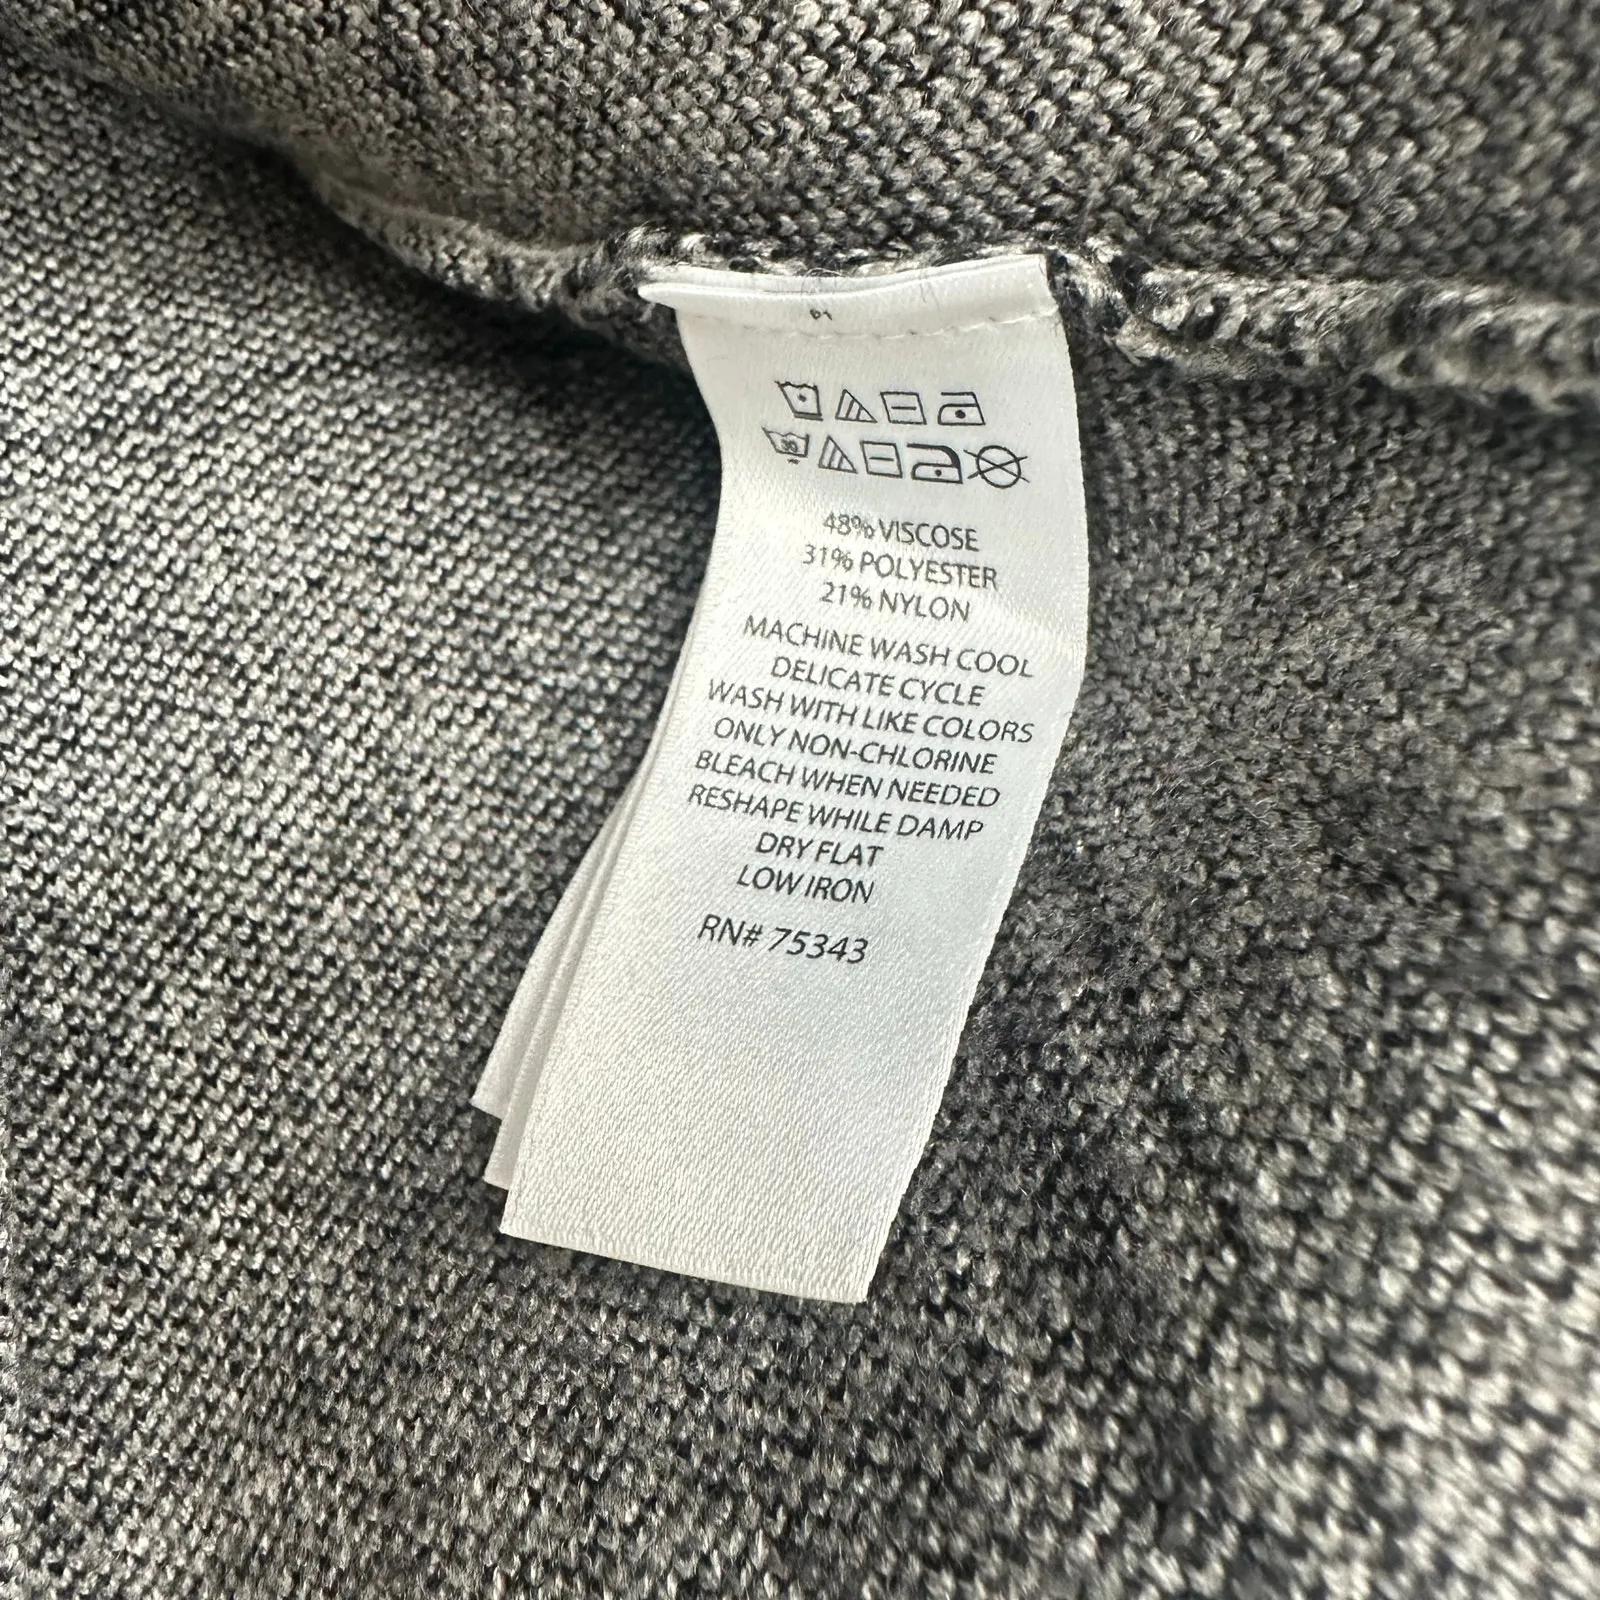 30
48% VISCOSE
31% POLYESTER
21% NYLON
MACHINE WASH COOL
DELICATE CYCLE
WASH WITH LIKE COLORS
ONLY NON-CHLORINE
BLEACH WHEN NEEDED
RESHAPE WHILE DAMP
DRY FLAT
LOW IRON
RN# 75343